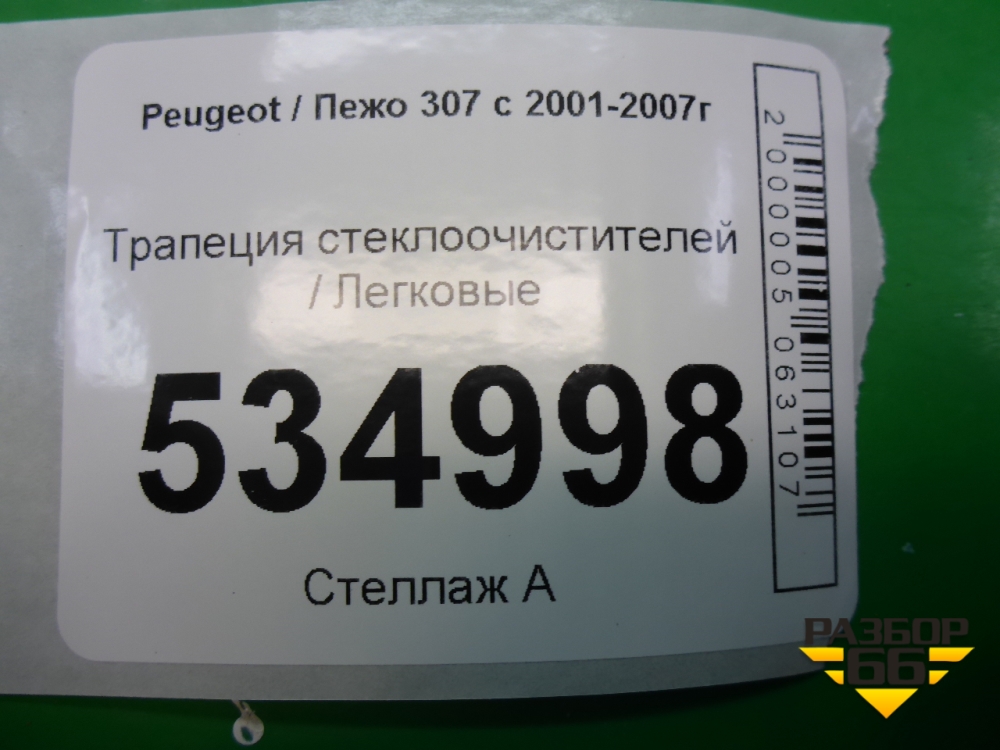 Peugeot / Пежо 307 с 2001-2007г
Трапеция стеклоочистителей
/ Легковые
534998
Стеллаж А
2 000005 063107
РАЗБОР
66